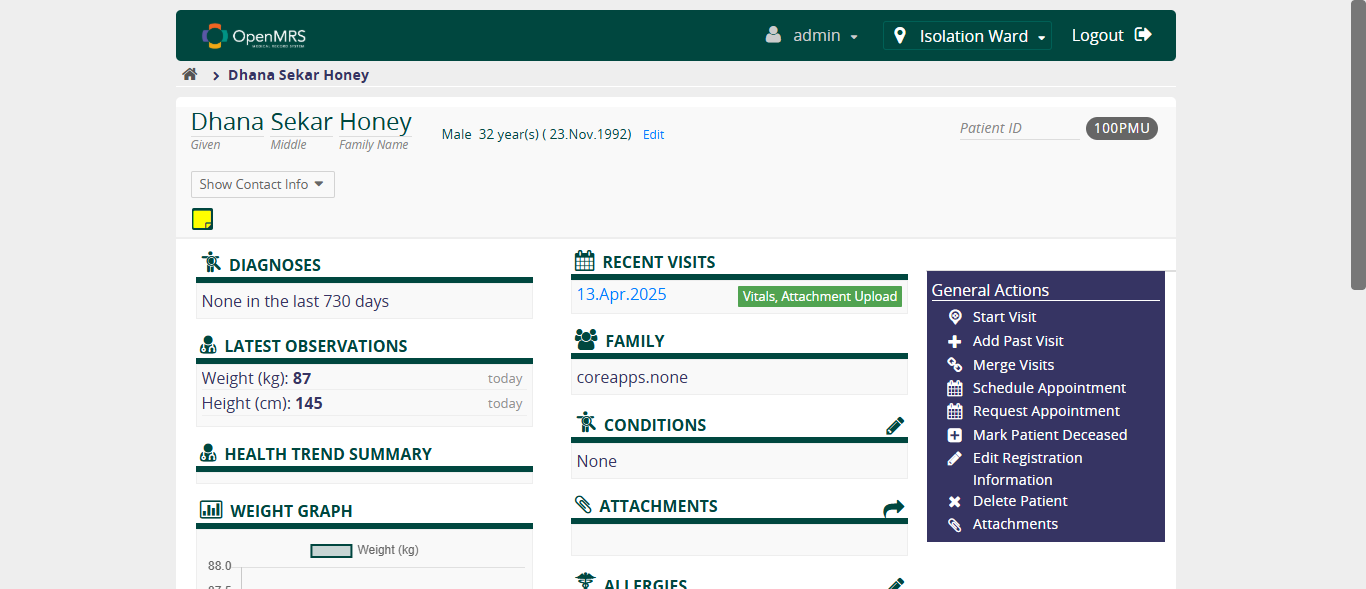 OpenMRS
MEDICAL RECORD SYSTEM
admin
Isolation Ward
Logout
Dhana Sekar Honey
Dhana Sekar Honey
Given Middle Family Name
Male 32 year(s) ( 23.Nov.1992) Edit
Patient ID
100PMU
Show Contact Info
DIAGNOSES
None in the last 730 days
LATEST OBSERVATIONS
Weight (kg): 87 today
Height (cm): 145 today
HEALTH TREND SUMMARY
WEIGHT GRAPH
Weight (kg)
88.0
87.5
RECENT VISITS
13.Apr.2025 Vitals, Attachment Upload
FAMILY
coreapps.none
CONDITIONS
None
ATTACHMENTS
ALLERGIES
General Actions
Start Visit
Add Past Visit
Merge Visits
Schedule Appointment
Request Appointment
Mark Patient Deceased
Edit Registration
Information
Delete Patient
Attachments